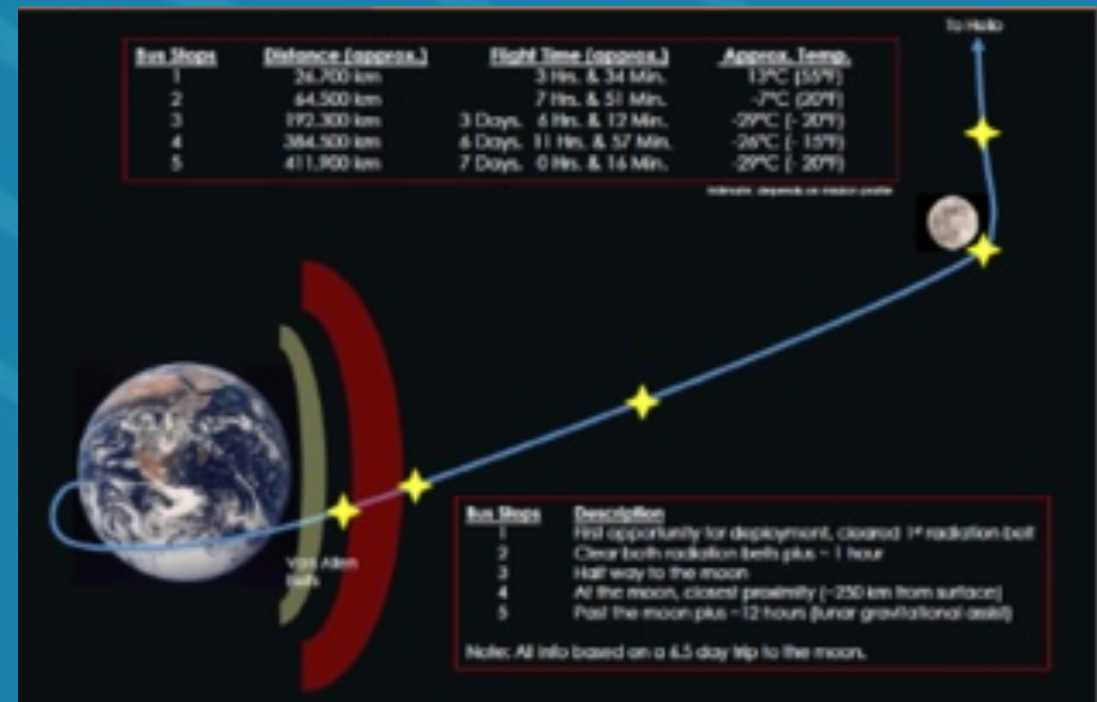 To Helio
Bus Stops Distance (approx.) Flight Time (approx.) Approx. Temp.
1 26,700 km 3 Hrs. & 34 Min. 13°C (55°F)
2 64,500 km 7 Hrs. & 51 Min. -7°C (20°F)
3 192,300 km 3 Days, 6 Hrs. & 12 Min. -29°C (- 20°F)
4 384,500 km 6 Days, 11 Hrs. & 57 Min. -26°C (- 15°F)
5 411,900 km 7 Days, 0 Hrs. & 16 Min. -29°C (- 20°F)
depends on mission profile
Van Allen
Belts
Bus Stops Description
1 First opportunity for deployment, cleared 1st radiation belt
2 Clear both radiation belts plus ~ 1 hour
3 Half way to the moon
4 At the moon, closest proximity (~250 km from surface)
5 Past the moon plus ~12 hours (lunar gravitational assist)
Note: All info based on a 6.5 day trip to the moon.